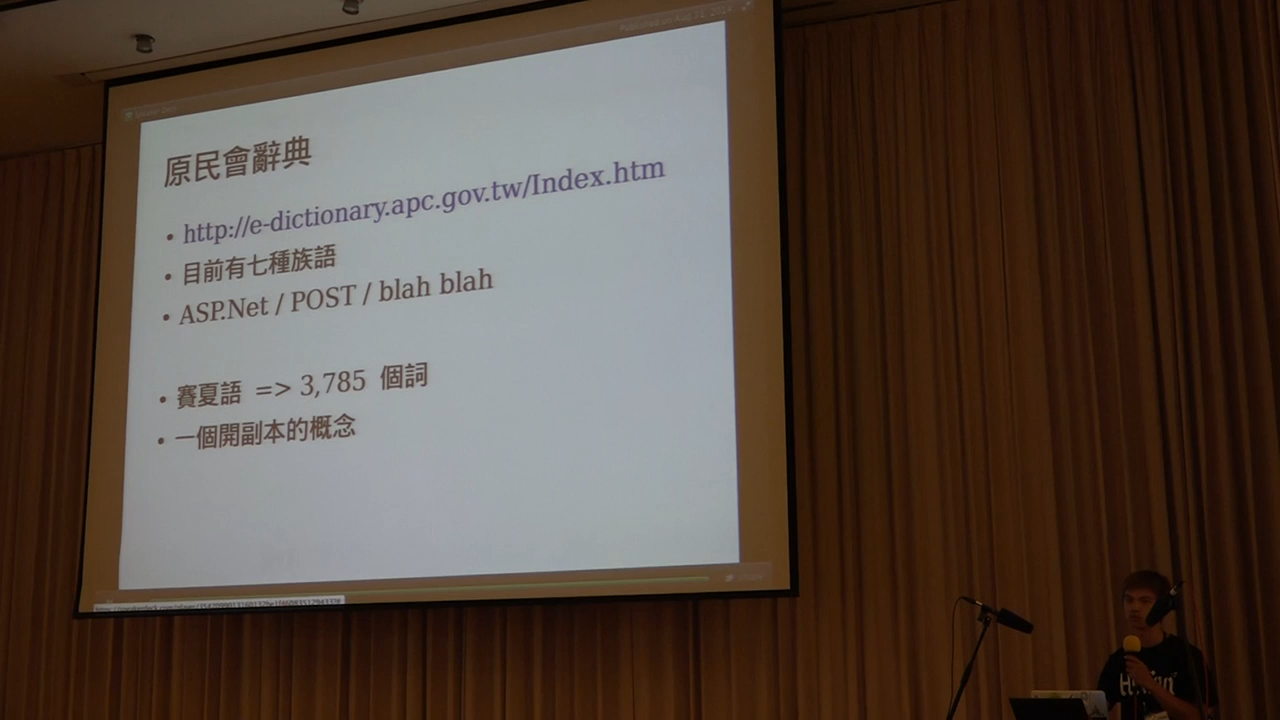 原民會辭典
• http://e-dictionary.apc.gov.tw/Index.htm
• 目前有七種族語
• ASP.Net / POST / blah blah
• 賽夏語 => 3,785 個詞
• 一個開副本的概念